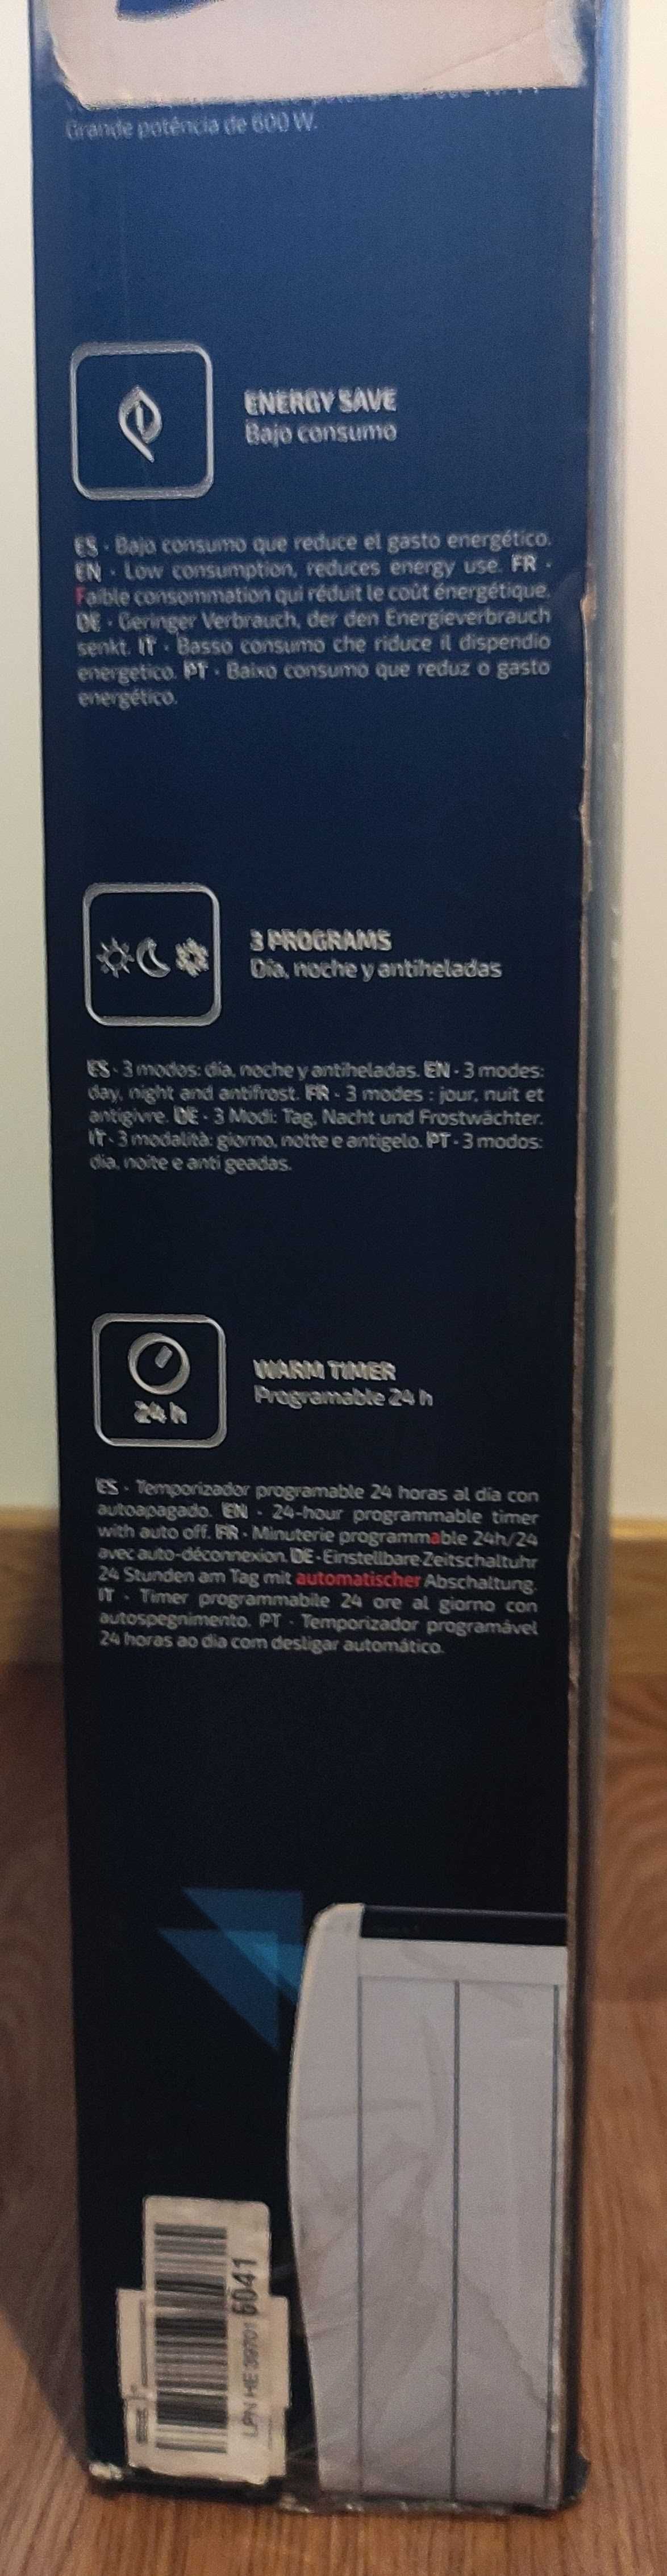 Grande potência de 600 W.
ENERGY SAVE
Bajo consumo
ES · Bajo consumo que reduce el gasto energético.
EN · Low consumption, reduces energy use. FR ·
Faible consommation qui réduit le coût énergétique.
DE · Geringer Verbrauch, der den Energieverbrauch
senkt. IT · Basso consumo che riduce il dispendio
energetico. PT · Baixo consumo que reduz o gasto
energético.
3 PROGRAMS
Día, noche y antiheladas
ES · 3 modos: día, noche y antiheladas. EN · 3 modes:
day, night and antifrost. FR · 3 modes : jour, nuit et
antigivre. DE · 3 Modi: Tag, Nacht und Frostwächter.
IT · 3 modalità: giorno, notte e antigelo. PT · 3 modos:
dia, noite e anti geadas.
24 h
WARM TIMER
Programable 24 h
ES · Temporizador programable 24 horas al día con
autoapagado. EN · 24-hour programmable timer
with auto off. FR · Minuterie programmable 24h/24
avec auto-déconnexion. DE · Einstellbare Zeitschaltuhr
24 Stunden am Tag mit automatischer Abschaltung.
IT · Timer programmabile 24 ore al giorno con
autospegnimento. PT · Temporizador programável
24 horas ao dia com desligar automático.
LPN HE 39701 6041